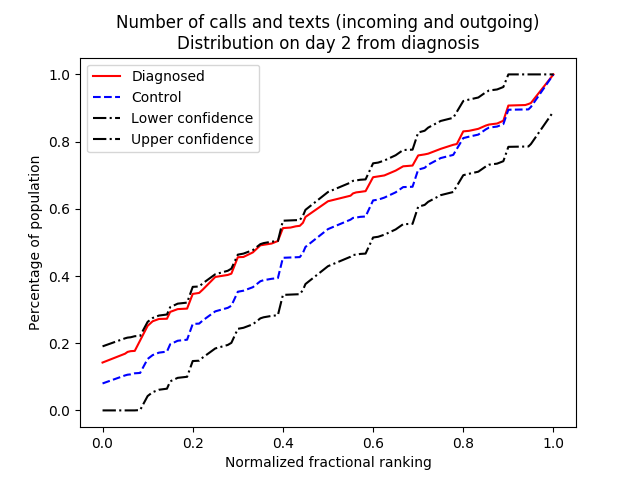 Number of calls and texts (incoming and outgoing)
Distribution on day 2 from diagnosis
Diagnosed
Control
Lower confidence
Upper confidence
Percentage of population
1.0
0.8
0.6
0.4
0.2
0.0
0.0 0.2 0.4 0.6 0.8 1.0
Normalized fractional ranking